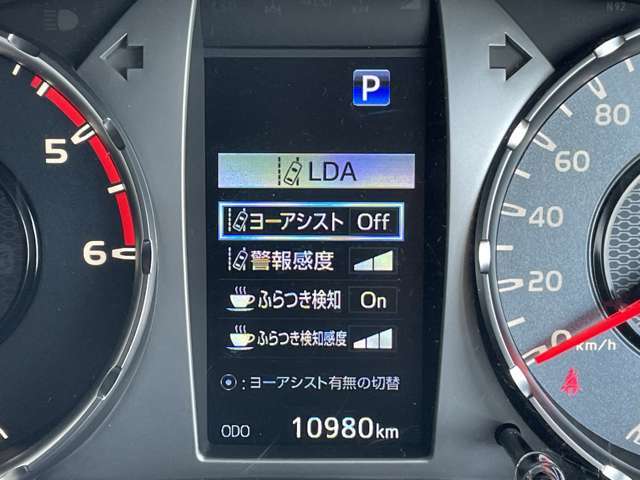 N92
P
LDA
ヨーアシスト Off
警報感度
ふらつき検知 On
ふらつき検知感度
:ヨーアシスト有無の切替
ODO 10980km
5
6
80
60
40
20
0
km/h